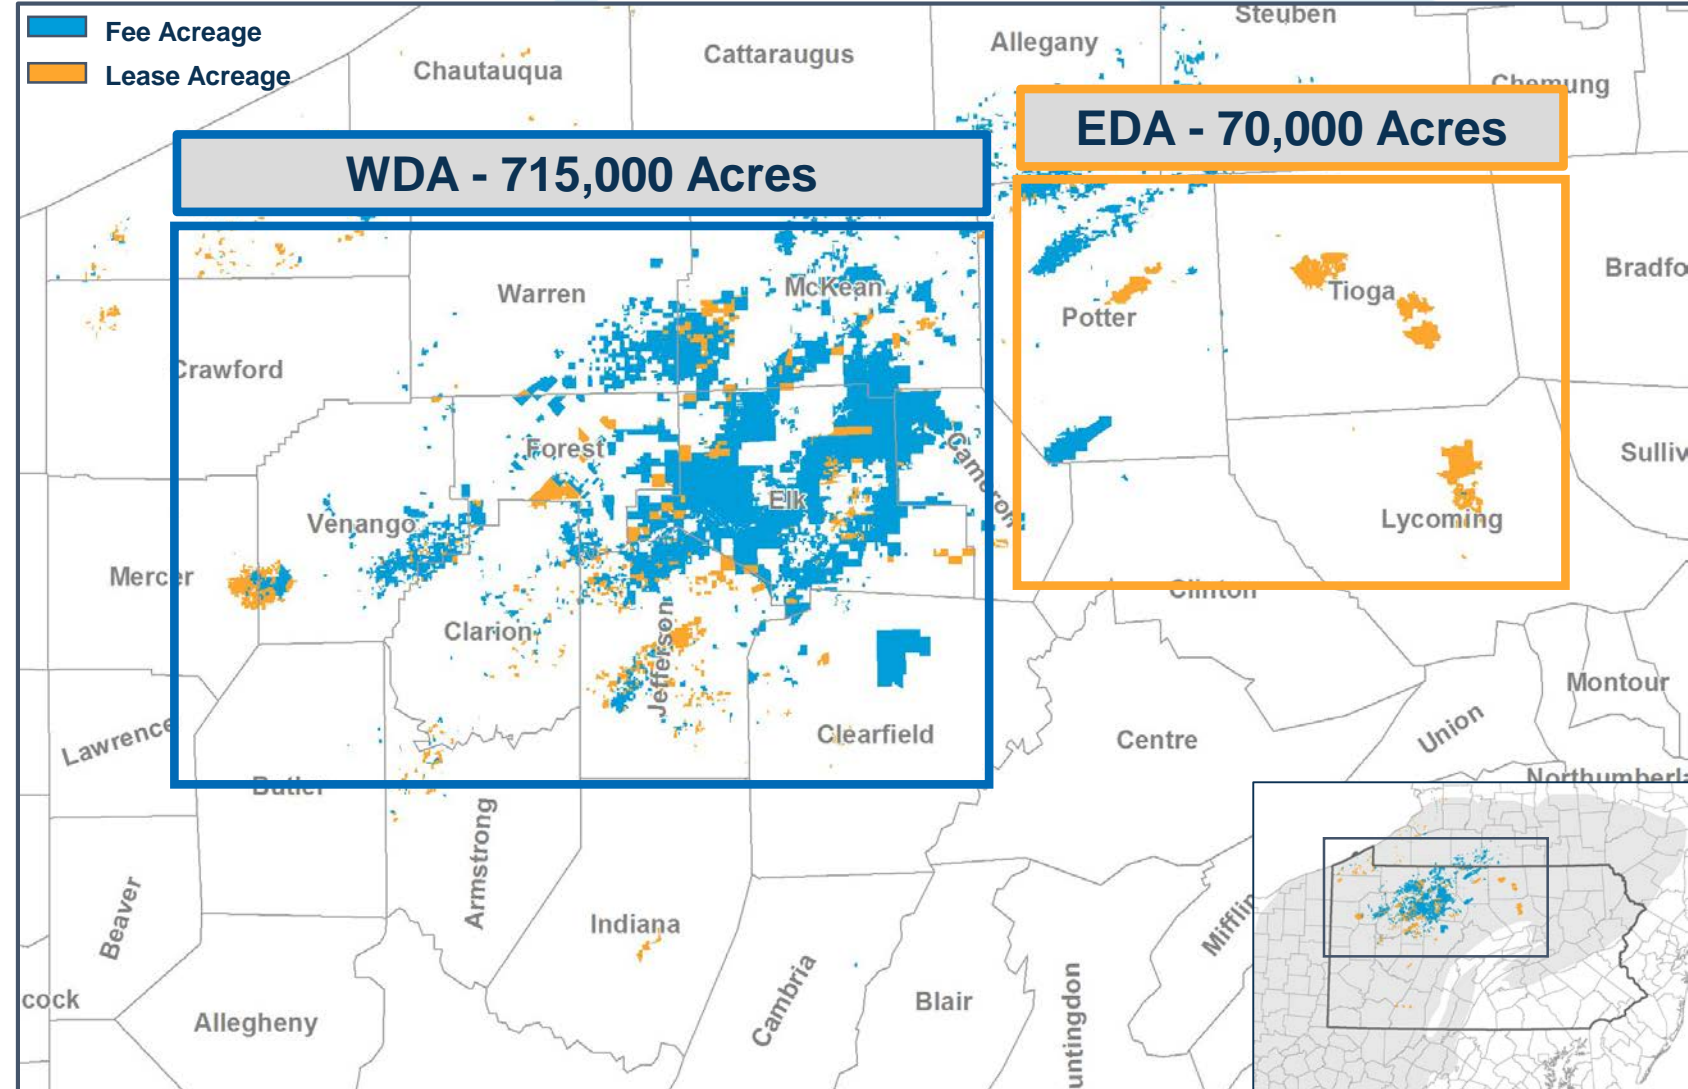 Fee Acreage
Lease Acreage
Steuben
Allegany
Cattaraugus
Chautauqua
Chemung
EDA - 70,000 Acres
WDA - 715,000 Acres
Bradfo
McKean
Warren
Tioga
Potter
Crawford
Forest
Cameron
Sulliv
Elk
Venango
Lycoming
Mercer
Clinton
Clarion
Jefferson
Montour
Lawrence
Clearfield
Centre
Union
Butler
Northumberla
Armstrong
Beaver
Indiana
Mifflin
cock
Allegheny
Cambria
Blair
untingdon